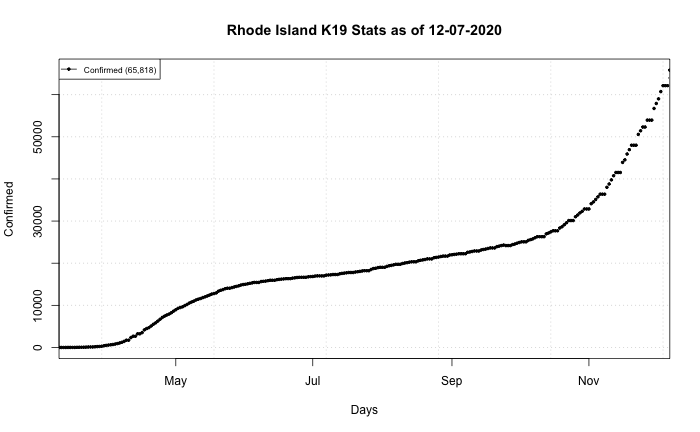 Rhode Island K19 Stats as of 12-07-2020
Confirmed (65,818)
Confirmed
50000
30000
10000
0
May Jul Sep Nov
Days